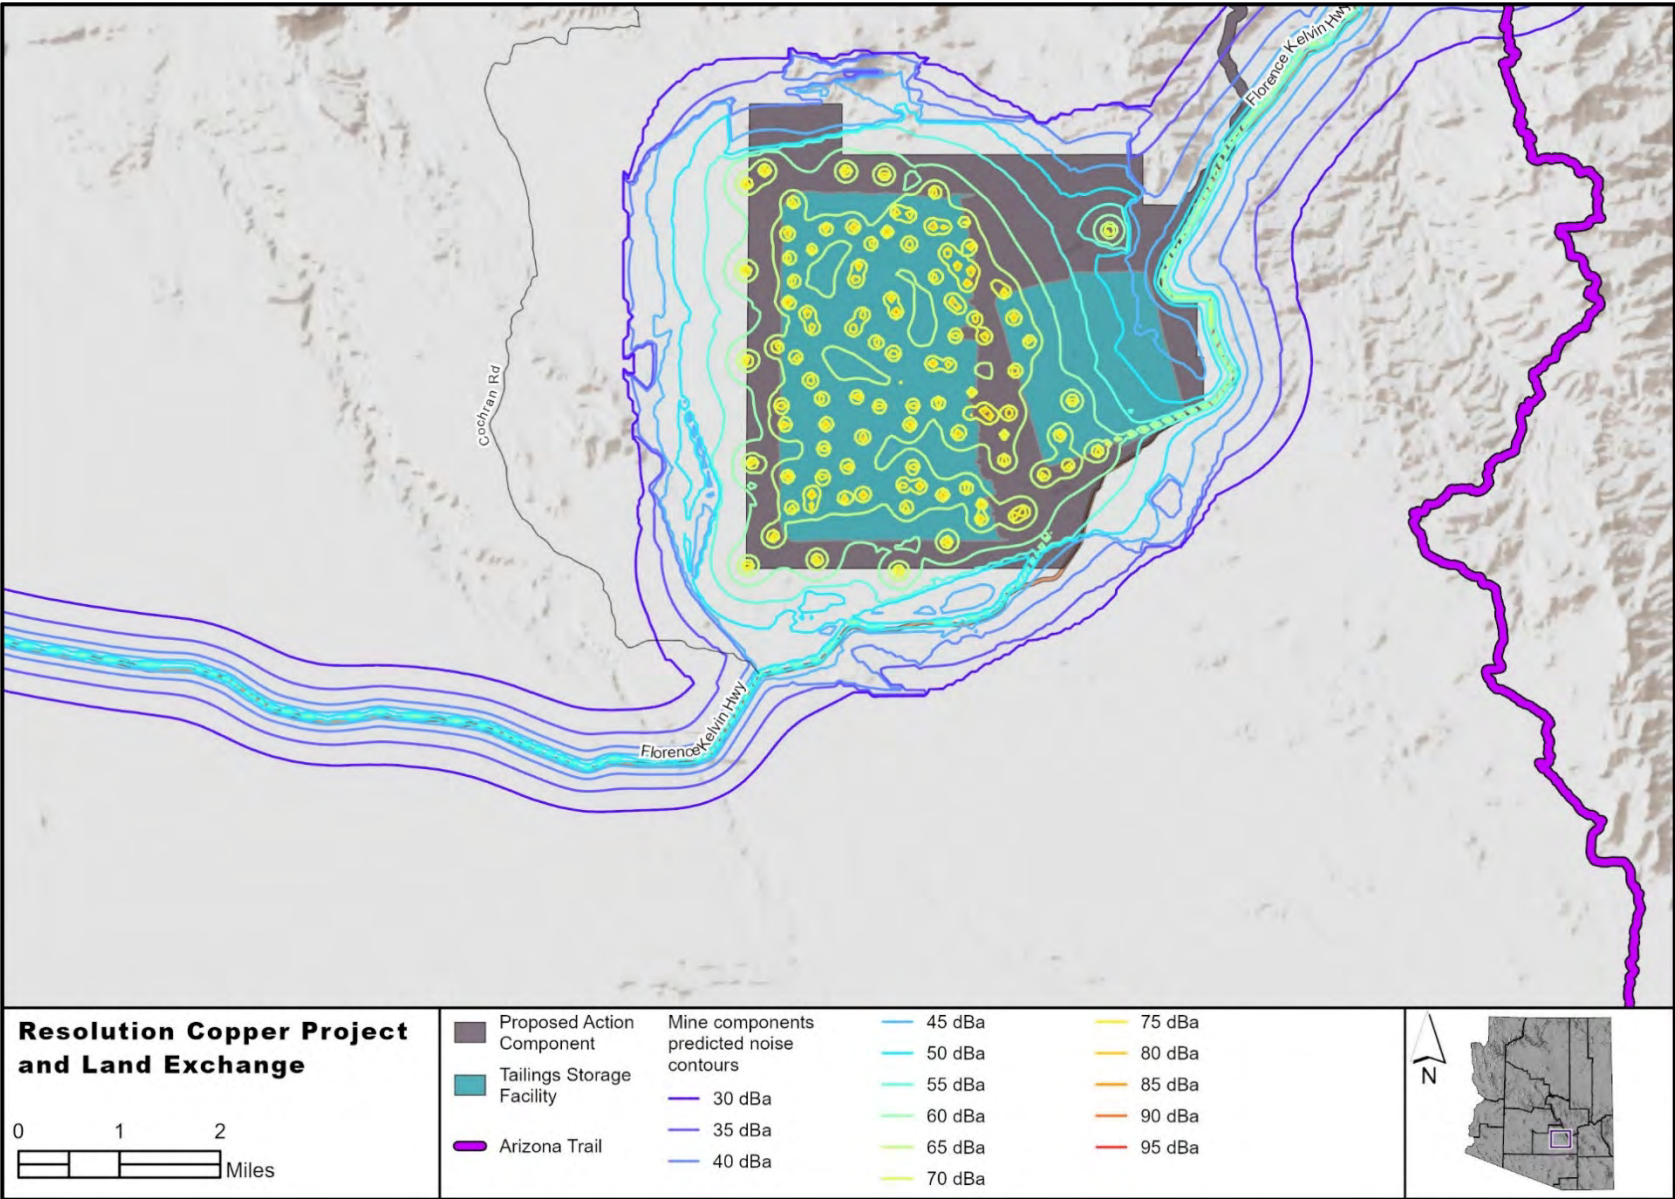 Florence Kelvin Hwy
Cochran Rd
Florence Kelvin Hwy
Resolution Copper Project
and Land Exchange
0 1 2
Miles
Proposed Action
Component
Tailings Storage
Facility
Arizona Trail
Mine components
predicted noise
contours
30 dBa
35 dBa
40 dBa
45 dBa
50 dBa
55 dBa
60 dBa
65 dBa
70 dBa
75 dBa
80 dBa
85 dBa
90 dBa
95 dBa
N